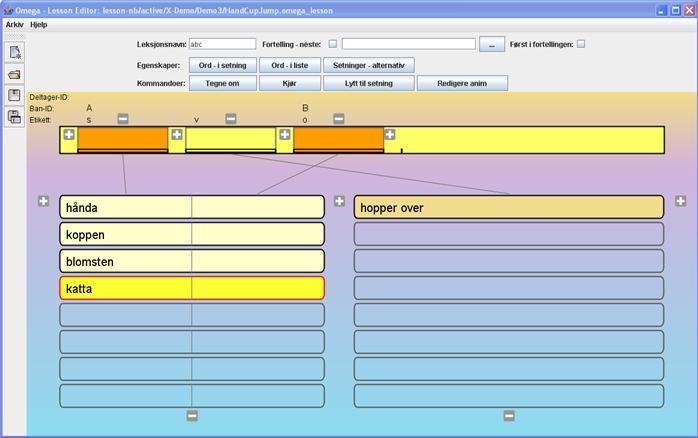 Omega - Lesson Editor: lesson-nb/active/X-Demo/Demo3/HandCupJump.omega_lesson
Arkiv Hjelp
Leksjonsnavn: abc Fortelling - neste: ... Først i fortellingen:
Egenskaper: Ord - i setning Ord - i liste Setninger - alternativ
Kommandoer: Tegne om Kjør Lytt til setning Redigere anim
Deltager-ID:
Ban-ID: A B
Etikett: s v o
hånda hopper over
koppen
blomsten
katta